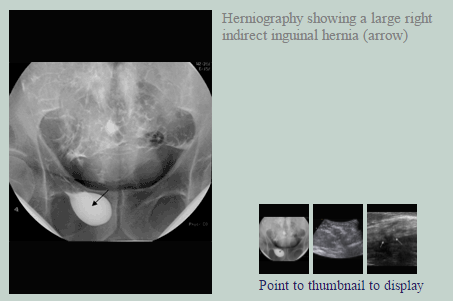 Herniography showing a large right
indirect inguinal hernia (arrow)
Point to thumbnail to display